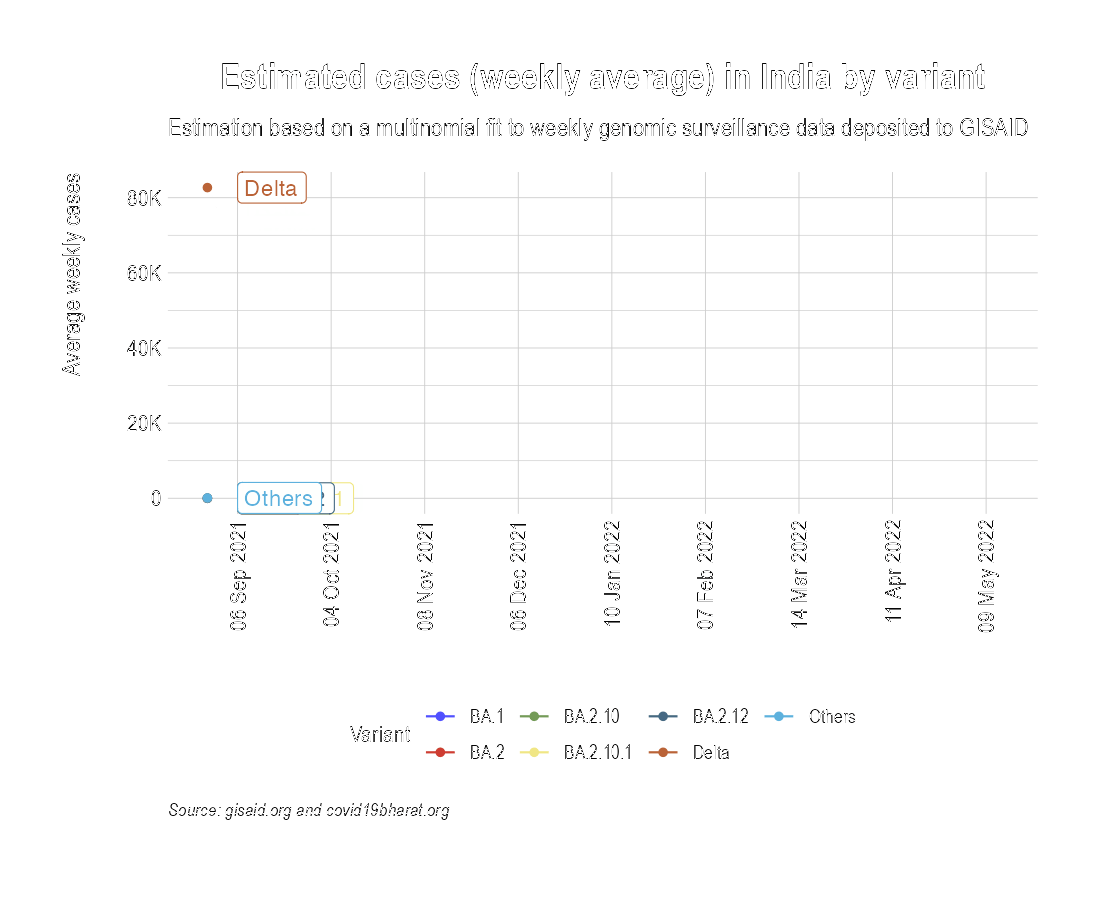 Estimated cases (weekly average) in India by variant
Estimation based on a multinomial fit to weekly genomic surveillance data deposited to GISAID
Average weekly cases
80K
60K
40K
20K
0
Delta
Others
2
1
06 Sep 2021
04 Oct 2021
08 Nov 2021
06 Dec 2021
10 Jan 2022
07 Feb 2022
14 Mar 2022
11 Apr 2022
09 May 2022
Variant
BA.1
BA.2.10
BA.2.12
Others
BA.2
BA.2.10.1
Delta
Source: gisaid.org and covid19bharat.org